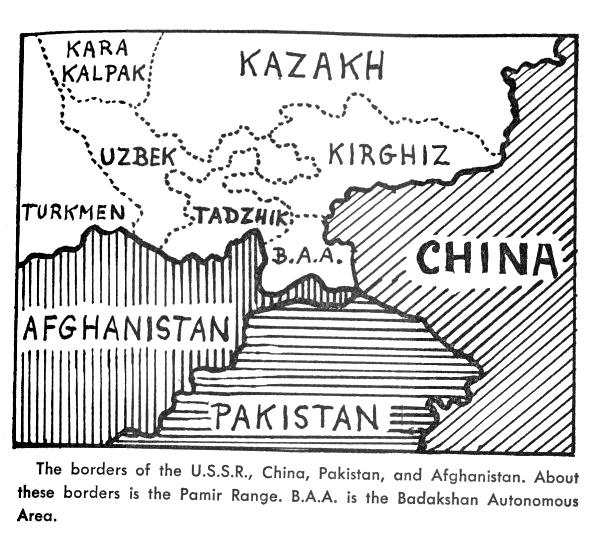 KARA
KALPAK
KAZAKH
UZBEK
KIRGHIZ
TURKMEN
TADZHIK
B.A.A.
CHINA
AFGHANISTAN
PAKISTAN
The borders of the U.S.S.R., China, Pakistan, and Afghanistan. About
these borders is the Pamir Range. B.A.A. is the Badakshan Autonomous
Area.